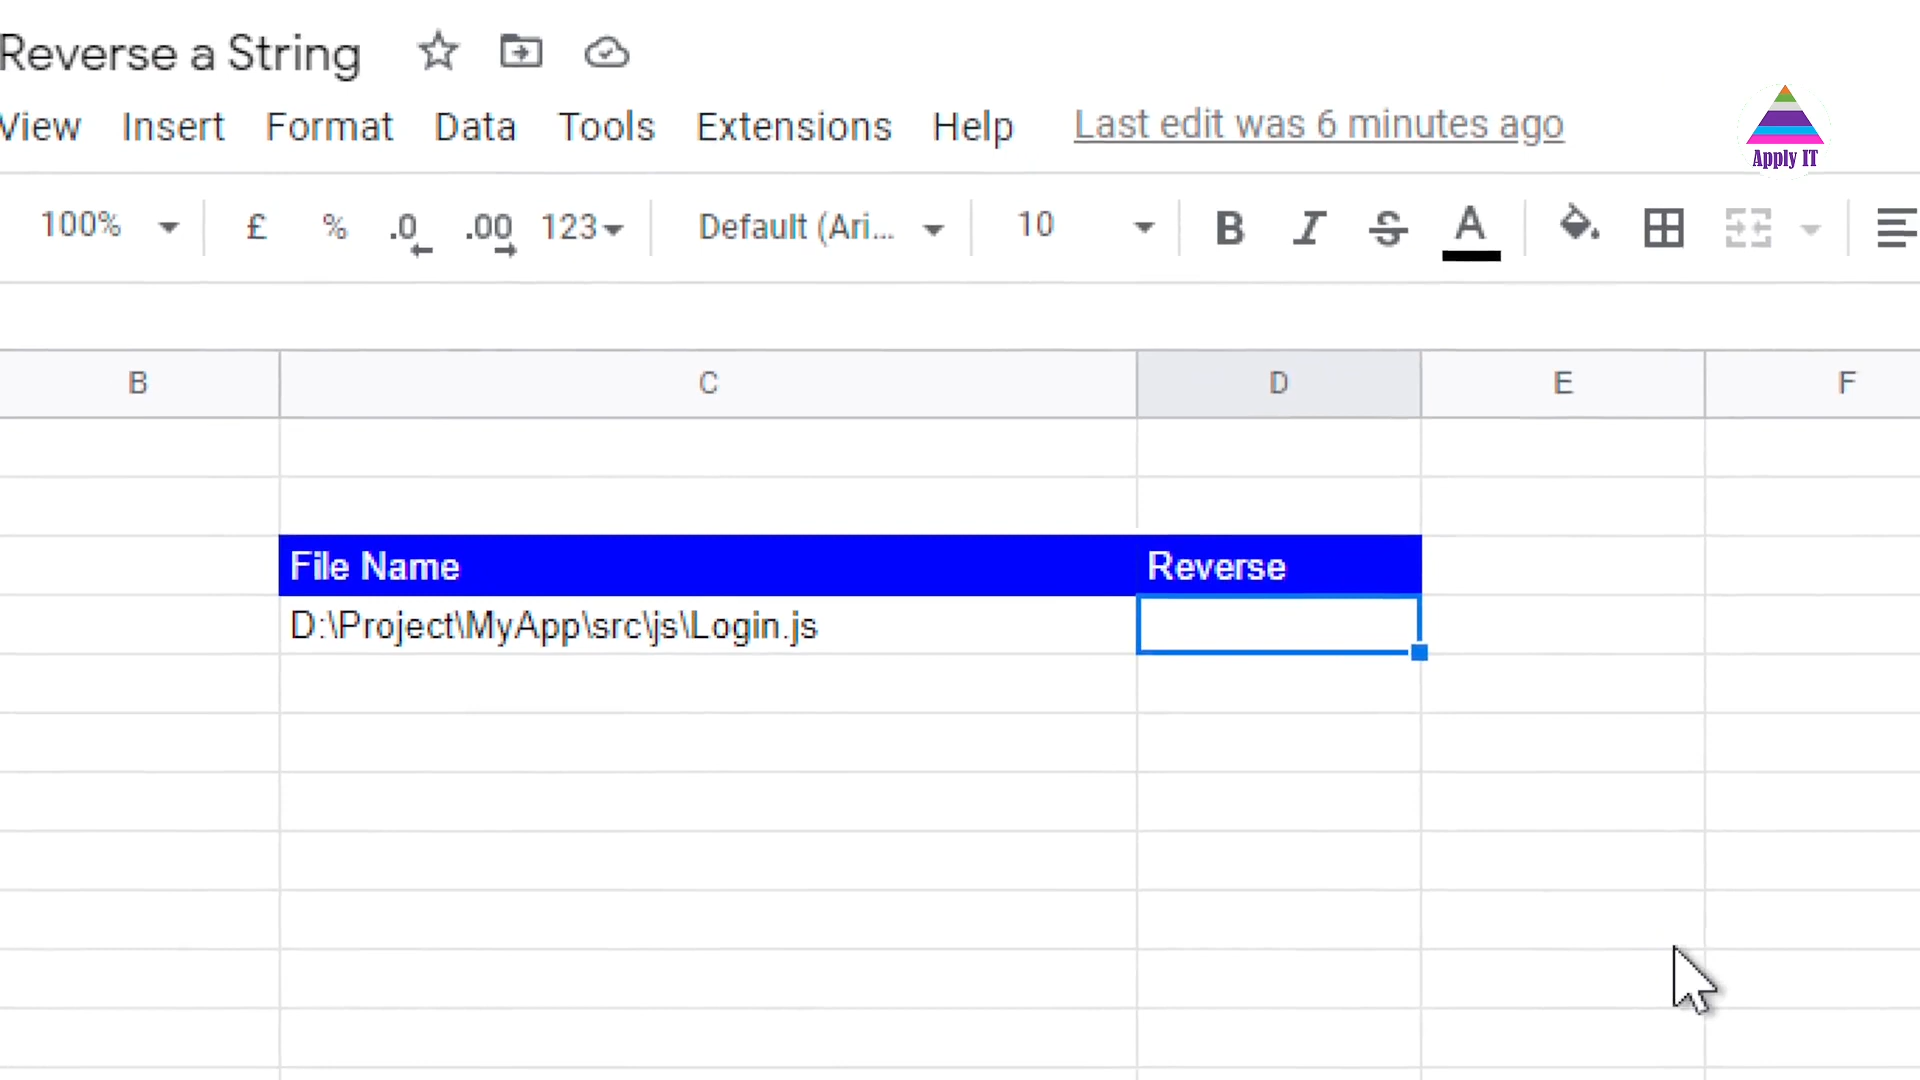 Reverse a String
View Insert Format Data Tools Extensions Help Last edit was 6 minutes ago
Apply IT
100% £ % .0 .00 123 Default (Ari... 10 B I S A
B C D E F
File Name Reverse
D:\Project\MyApp\src\js\Login.js